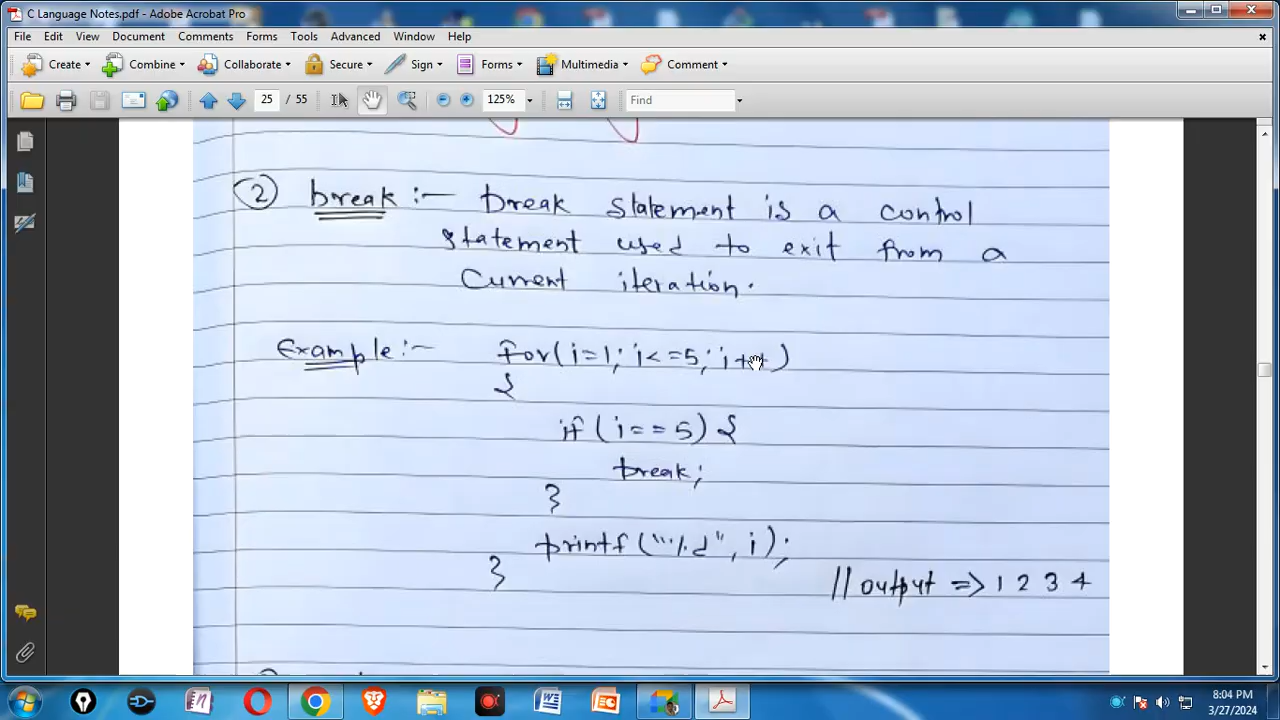 C Language Notes.pdf - Adobe Acrobat Pro
File Edit View Document Comments Forms Tools Advanced Window Help
Create Combine Collaborate Secure Sign Forms Multimedia Comment
25 / 55 125% Find
② break :— break statement is a control
statement used to exit from a
Current iteration.
Example :— for(i=1; i<=5; i++)
{
if (i==5) {
break;
}
printf ("%d", i);
}
// output => 1 2 3 4
8:04 PM
3/27/2024